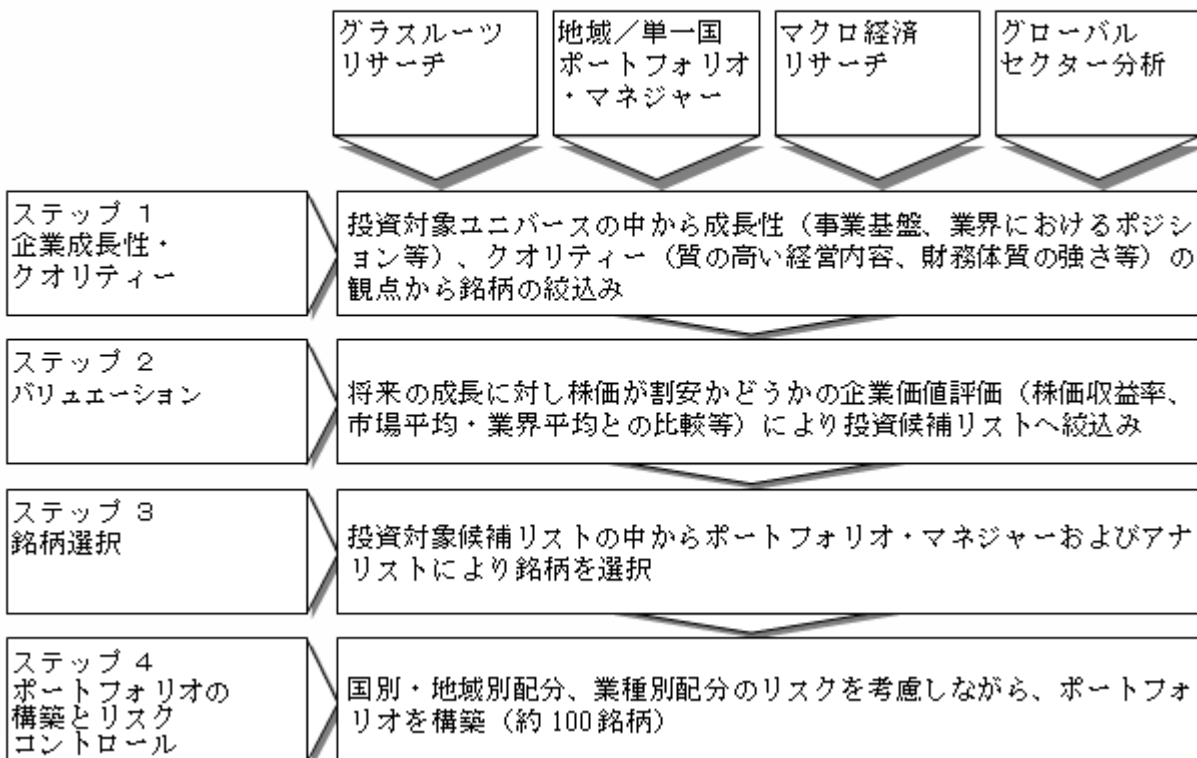 グラスルーツ
リサーチ
地域／単一国
ポートフォリオ
・マネジャー
マクロ経済
リサーチ
グローバル
セクター分析
ステップ 1
企業成長性・
クオリティー
投資対象ユニバースの中から成長性（事業基盤、業界におけるポジシ
ョン等）、クオリティー（質の高い経営内容、財務体質の強さ等）の
観点から銘柄の絞込み
ステップ 2
バリュエーション
将来の成長に対し株価が割安かどうかの企業価値評価（株価収益率、
市場平均・業界平均との比較等）により投資候補リストへ絞込み
ステップ 3
銘柄選択
投資対象候補リストの中からポートフォリオ・マネジャーおよびアナ
リストにより銘柄を選択
ステップ 4
ポートフォリオの
構築とリスク
コントロール
国別・地域別配分、業種別配分のリスクを考慮しながら、ポートフォ
リオを構築（約 100 銘柄）